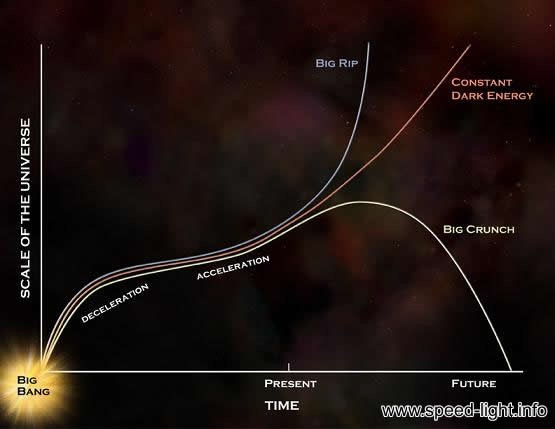 BIG RIP
CONSTANT
DARK ENERGY
SCALE OF THE UNIVERSE
BIG CRUNCH
ACCELERATION
DECELERATION
BIG
BANG
PRESENT
FUTURE
TIME
www.speed-light.info